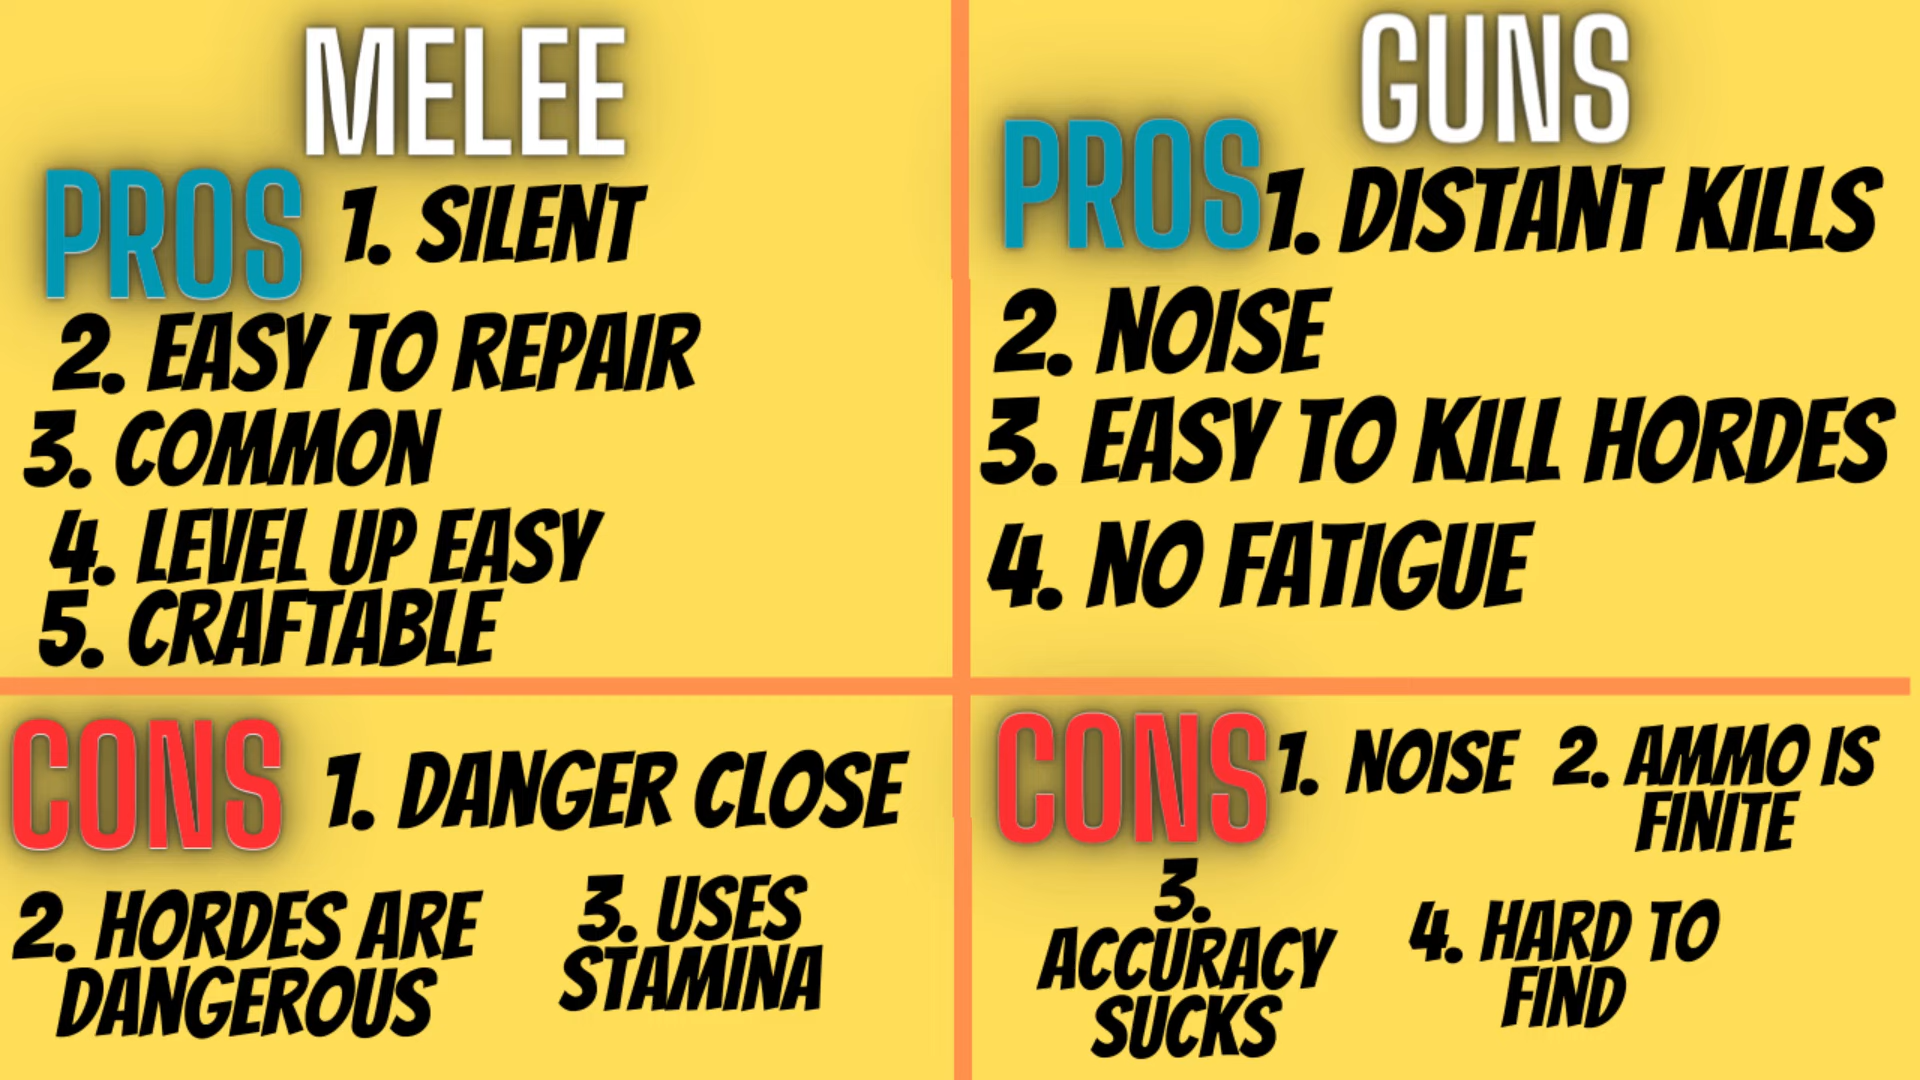 MELEE
PROS 1. SILENT
2. EASY TO REPAIR
3. COMMON
4. LEVEL UP EASY
5. CRAFTABLE
GUNS
PROS 1. DISTANT KILLS
2. NOISE
3. EASY TO KILL HORDES
4. NO FATIGUE
CONS 1. DANGER CLOSE
2. HORDES ARE
DANGEROUS
3. USES
STAMINA
CONS 1. NOISE
2. AMMO IS
FINITE
3.
ACCURACY
SUCKS
4. HARD TO
FIND